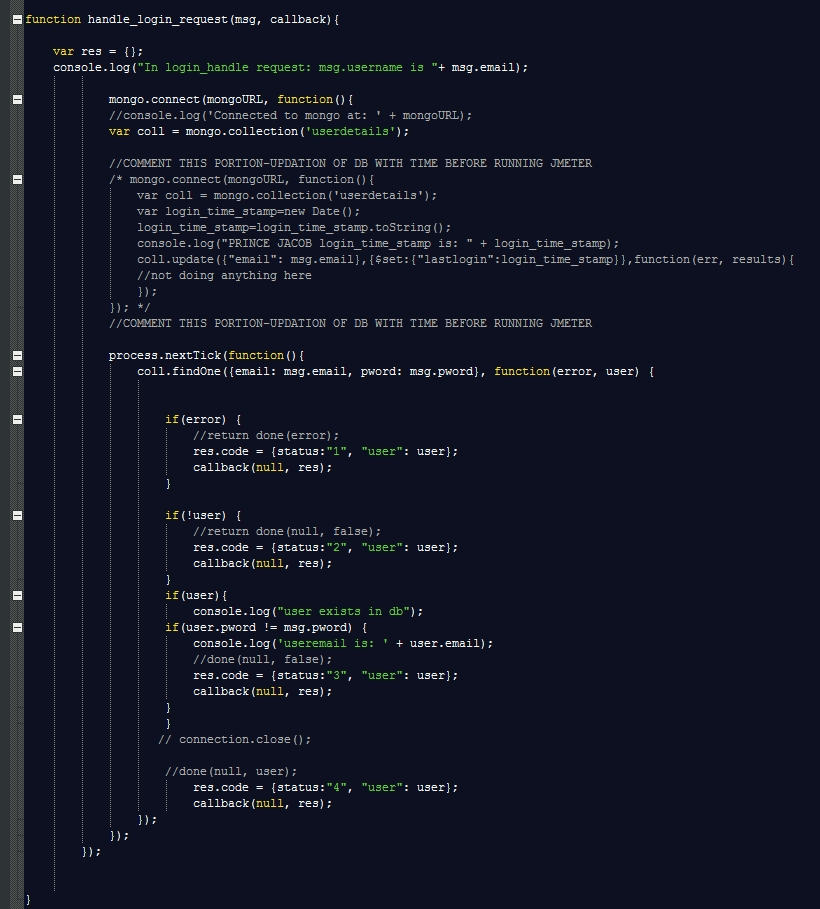 function handle_login_request(msg, callback){
var res = {};
console.log("In login_handle request: msg.username is "+ msg.email);
mongo.connect(mongoURL, function(){
//console.log('Connected to mongo at: ' + mongoURL);
var coll = mongo.collection('userdetails');
//COMMENT THIS PORTION-UPDATION OF DB WITH TIME BEFORE RUNNING JMETER
/* mongo.connect(mongoURL, function(){
var coll = mongo.collection('userdetails');
var login_time_stamp=new Date();
login_time_stamp=login_time_stamp.toString();
console.log("PRINCE JACOB login_time_stamp is: " + login_time_stamp);
coll.update({"email": msg.email},{$set:{"lastlogin":login_time_stamp}},function(err, results){
//not doing anything here
});
}); */
//COMMENT THIS PORTION-UPDATION OF DB WITH TIME BEFORE RUNNING JMETER
process.nextTick(function(){
coll.findOne({email: msg.email, pword: msg.pword}, function(error, user) {
if(error) {
//return done(error);
res.code = {status:"1", "user": user};
callback(null, res);
}
if(!user) {
//return done(null, false);
res.code = {status:"2", "user": user};
callback(null, res);
}
if(user){
console.log("user exists in db");
if(user.pword != msg.pword) {
console.log('useremail is: ' + user.email);
//done(null, false);
res.code = {status:"3", "user": user};
callback(null, res);
}
}
// connection.close();
//done(null, user);
res.code = {status:"4", "user": user};
callback(null, res);
});
});
});
}